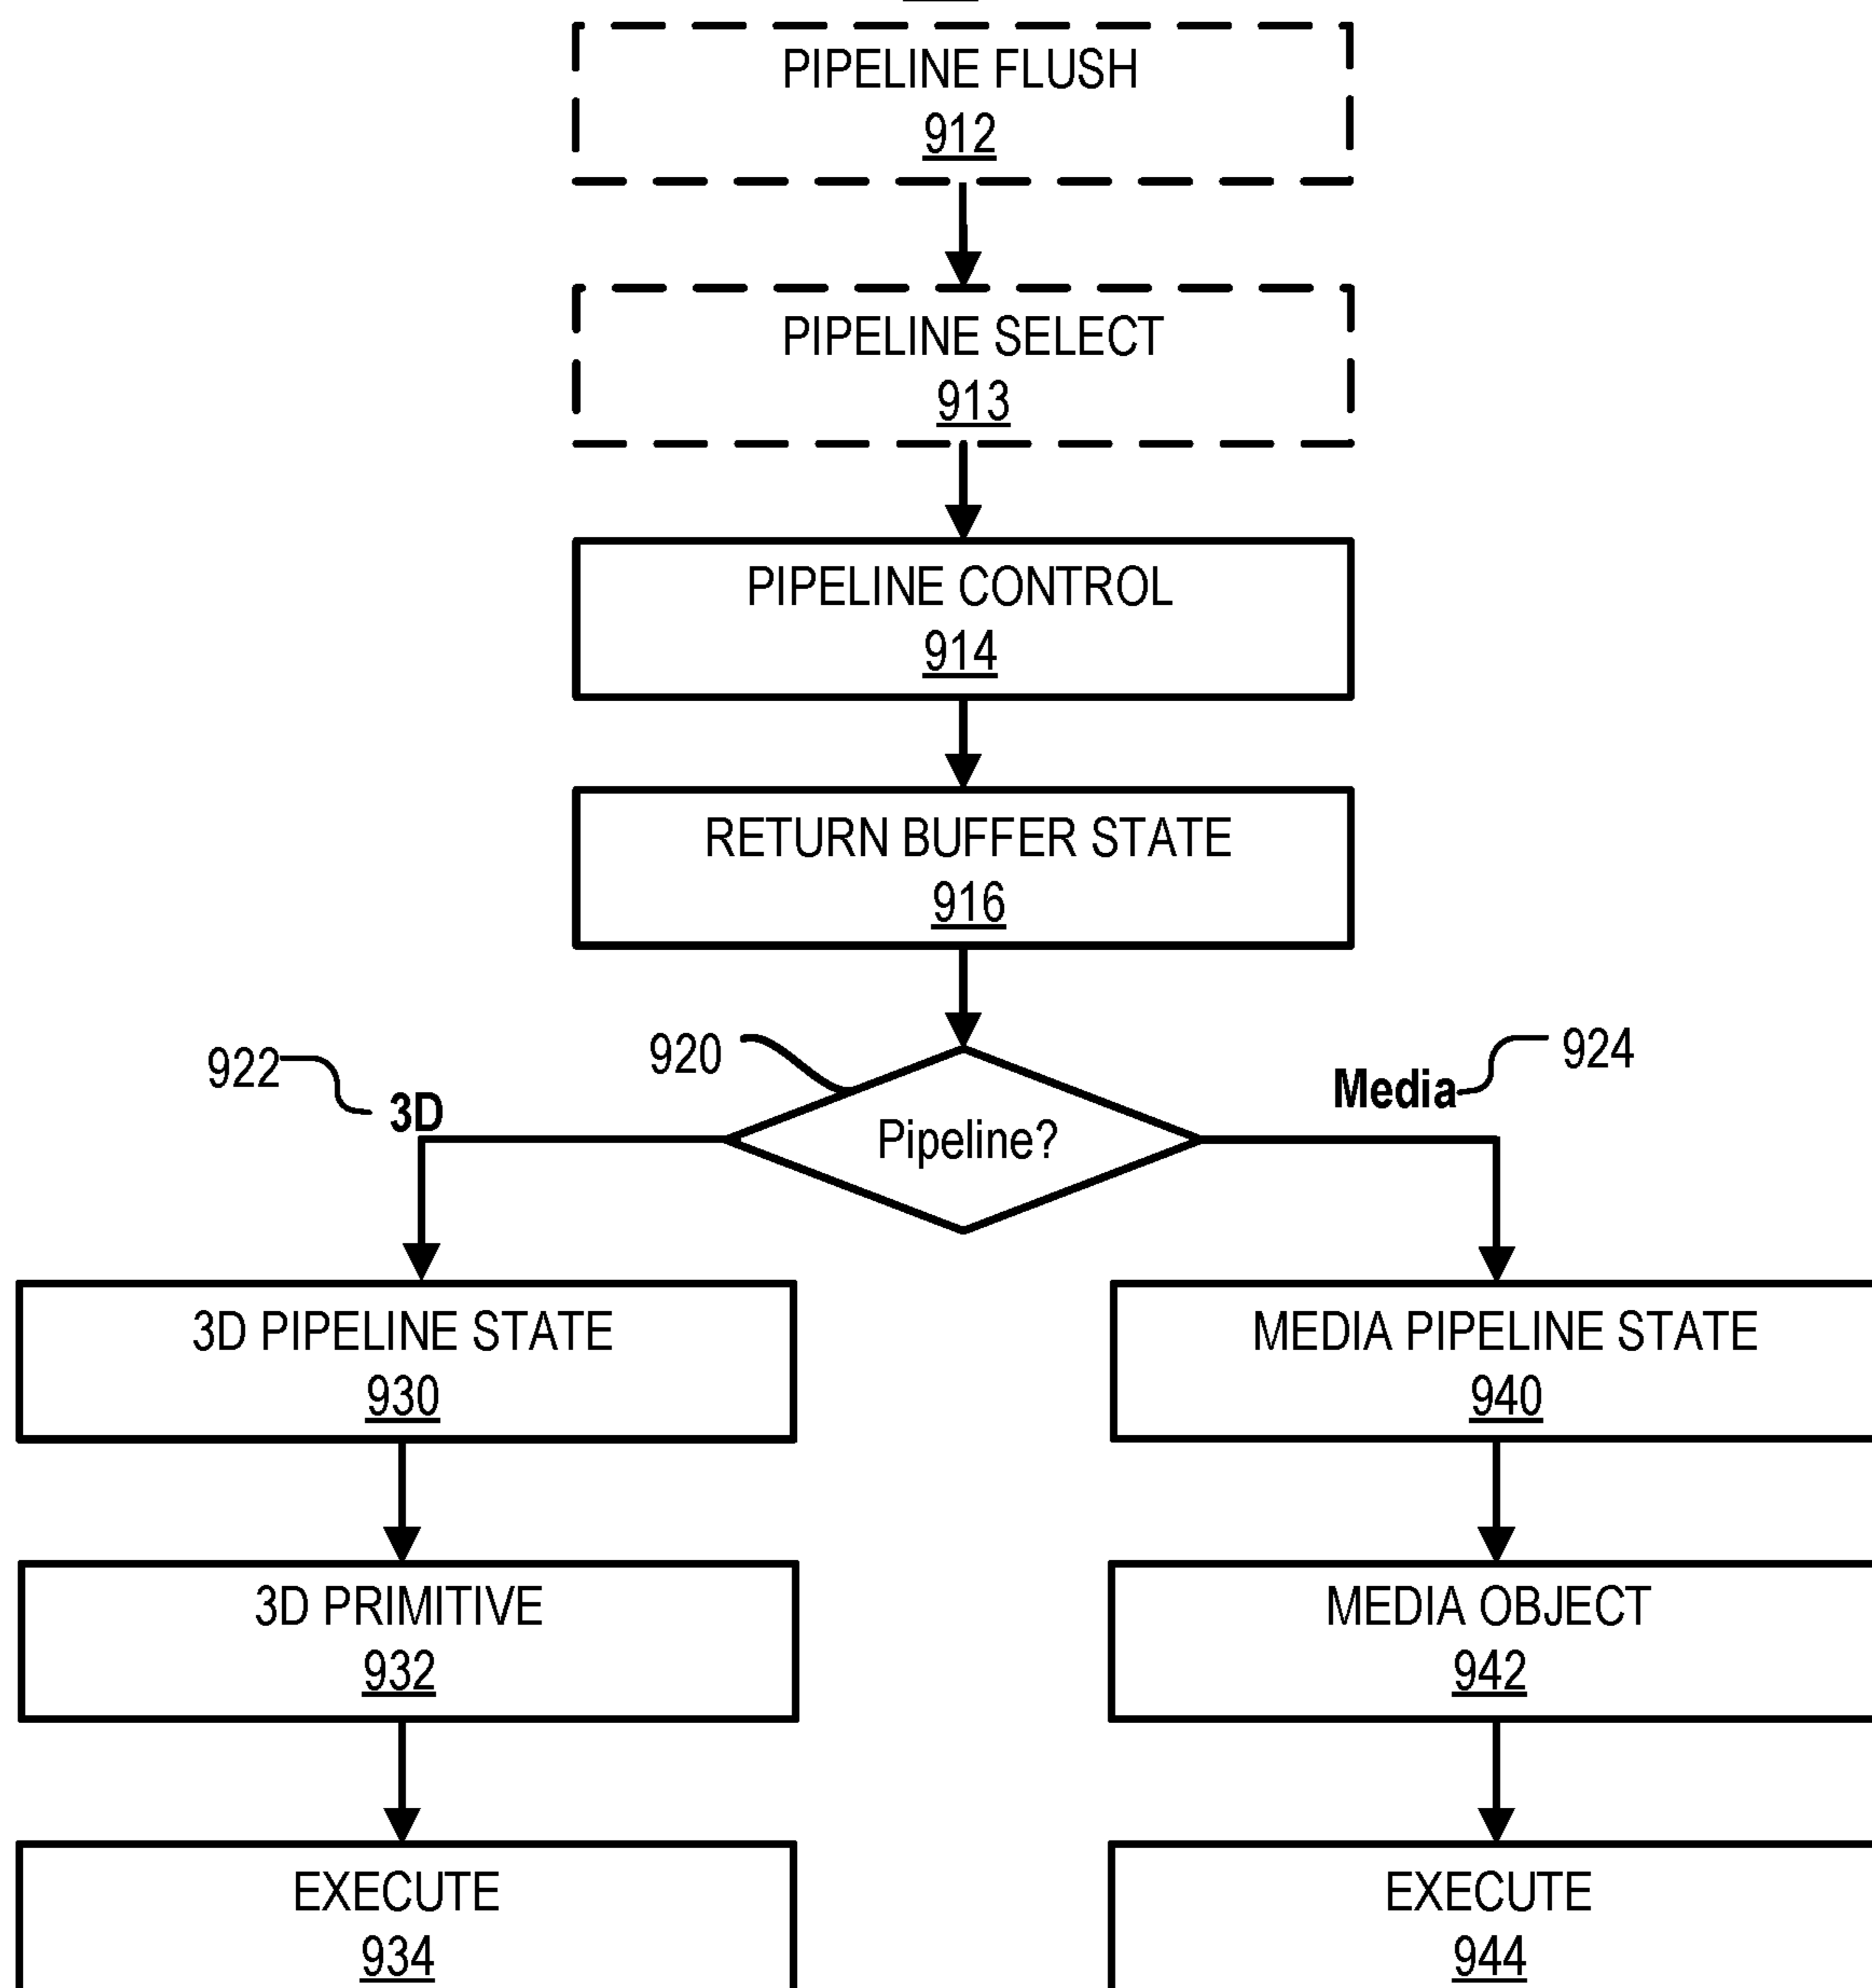 PIPELINE FLUSH
912
PIPELINE SELECT
913
PIPELINE CONTROL
914
RETURN BUFFER STATE
916
922
3D
920
Pipeline?
Media
924
3D PIPELINE STATE
930
MEDIA PIPELINE STATE
940
3D PRIMITIVE
932
MEDIA OBJECT
942
EXECUTE
934
EXECUTE
944